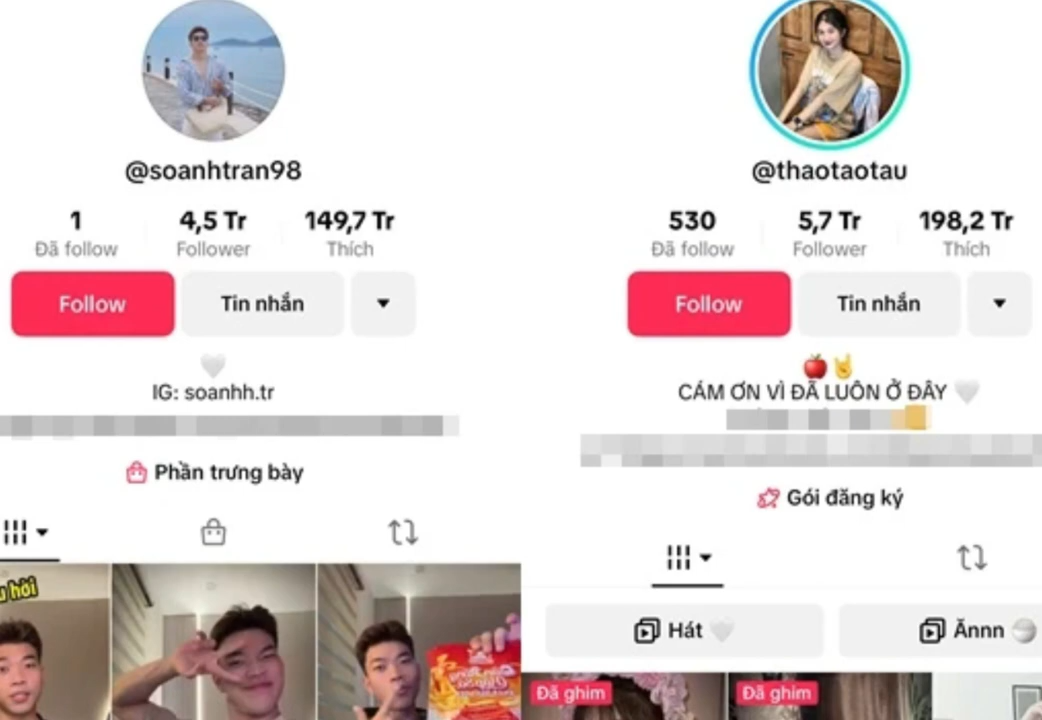 @soanhtran98
1 4,5 Tr 149,7 Tr
Đã follow Follower Thích
Follow Tin nhắn
IG: soanhh.tr
Phần trưng bày
hời
@thaotaotau
530 5,7 Tr 198,2 Tr
Đã follow Follower Thích
Follow Tin nhắn
CÁM ƠN VÌ ĐÃ LUÔN Ở ĐÂY
Gói đăng ký
Hát Ănnn
Đã ghim Đã ghim